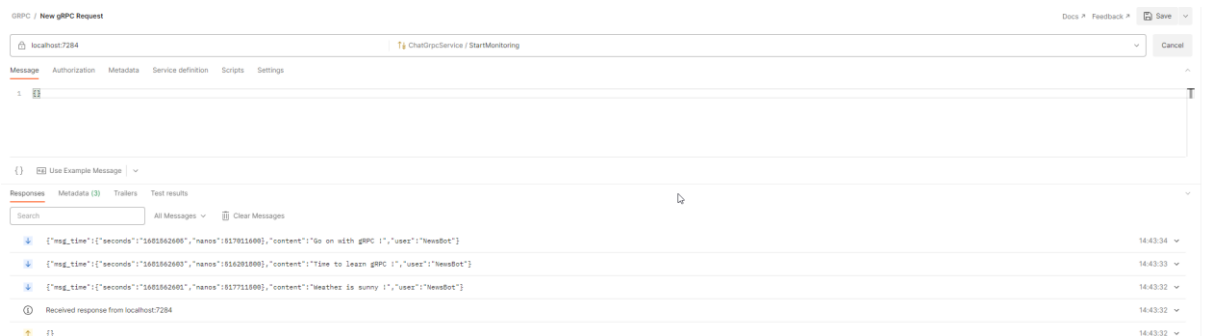 GRPC / New gRPC Request Docs ↗ Feedback ↗ Save
localhost:7284 ChatGrpcService / StartMonitoring Cancel
Message Authorization Metadata Service definition Scripts Settings
1 {}
{} Use Example Message
Responses Metadata (3) Trailers Test results
Search All Messages Clear Messages
{"msg_time":{"seconds":"1681562605","nanos":517011600},"content":"Go on with gRPC !","user":"NewsBot"} 14:43:34
{"msg_time":{"seconds":"1681562603","nanos":516201800},"content":"Time to learn gRPC !","user":"NewsBot"} 14:43:33
{"msg_time":{"seconds":"1681562601","nanos":517711500},"content":"Weather is sunny !","user":"NewsBot"} 14:43:32
Received response from localhost:7284 14:43:32
{} 14:43:32